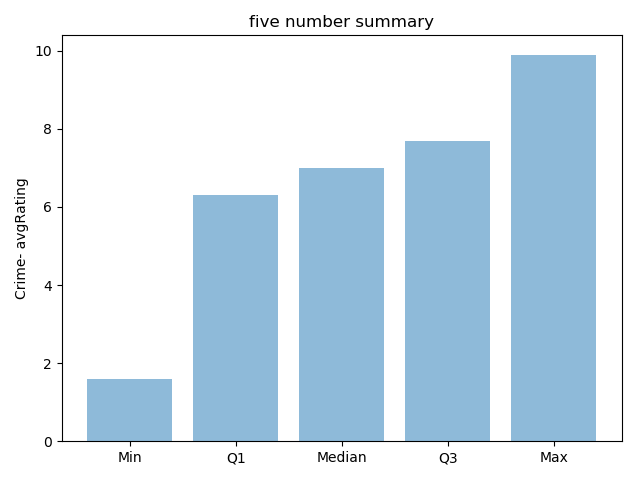 five number summary
Crime- avgRating
10
8
6
4
2
0
Min
Q1
Median
Q3
Max